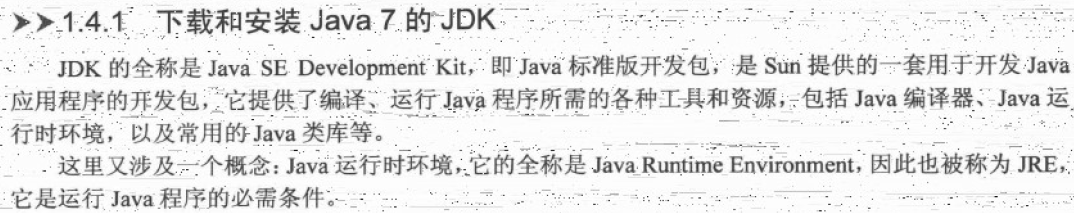 ➤➤1.4.1 下载和安装 Java 7 的 JDK
JDK 的全称是 Java SE Development Kit，即 Java 标准版开发包，是 Sun 提供的一套用于开发 Java
应用程序的开发包，它提供了编译、运行 Java 程序所需的各种工具和资源，包括 Java 编译器、Java 运
行时环境，以及常用的 Java 类库等。
这里又涉及一个概念：Java 运行时环境，它的全称是 Java Runtime Environment，因此也被称为 JRE，
它是运行 Java 程序的必需条件。